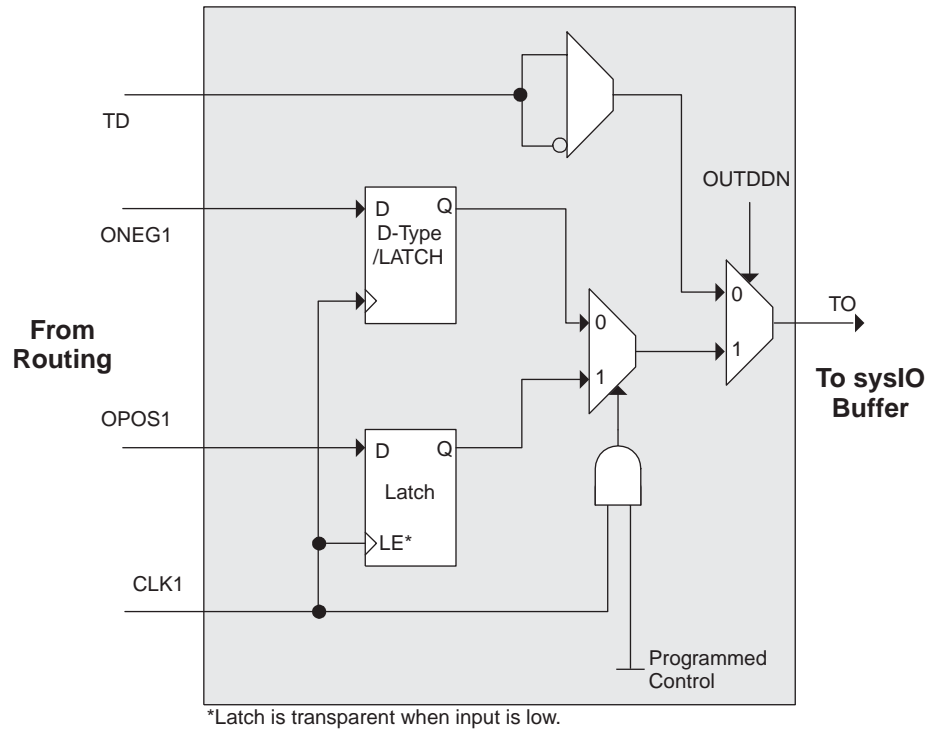 TD
OUTDDN
ONEG1
D
Q
D-Type
/LATCH
0
TO
From
Routing
0
1
1
To sysIO
Buffer
OPOS1
D
Q
Latch
LE*
CLK1
Programmed
Control
*Latch is transparent when input is low.